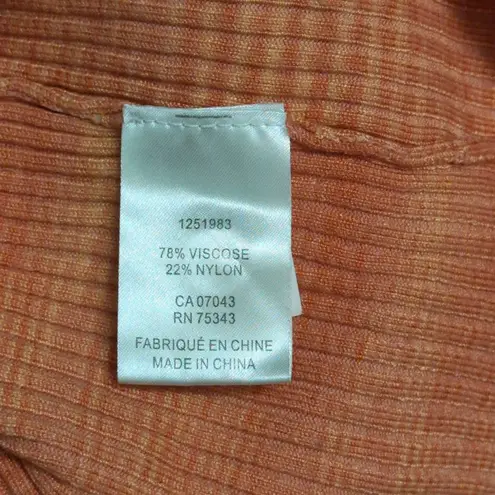 1251983
78% VISCOSE
22% NYLON
CA 07043
RN 75343
FABRIQUÉ EN CHINE
MADE IN CHINA